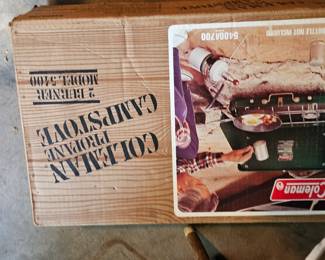 COLEMAN
PROPANE
CAMPSTOVE
2 BURNER
MODEL 5400
BOTTLE NOT INCLUDED
5400A700
Coleman